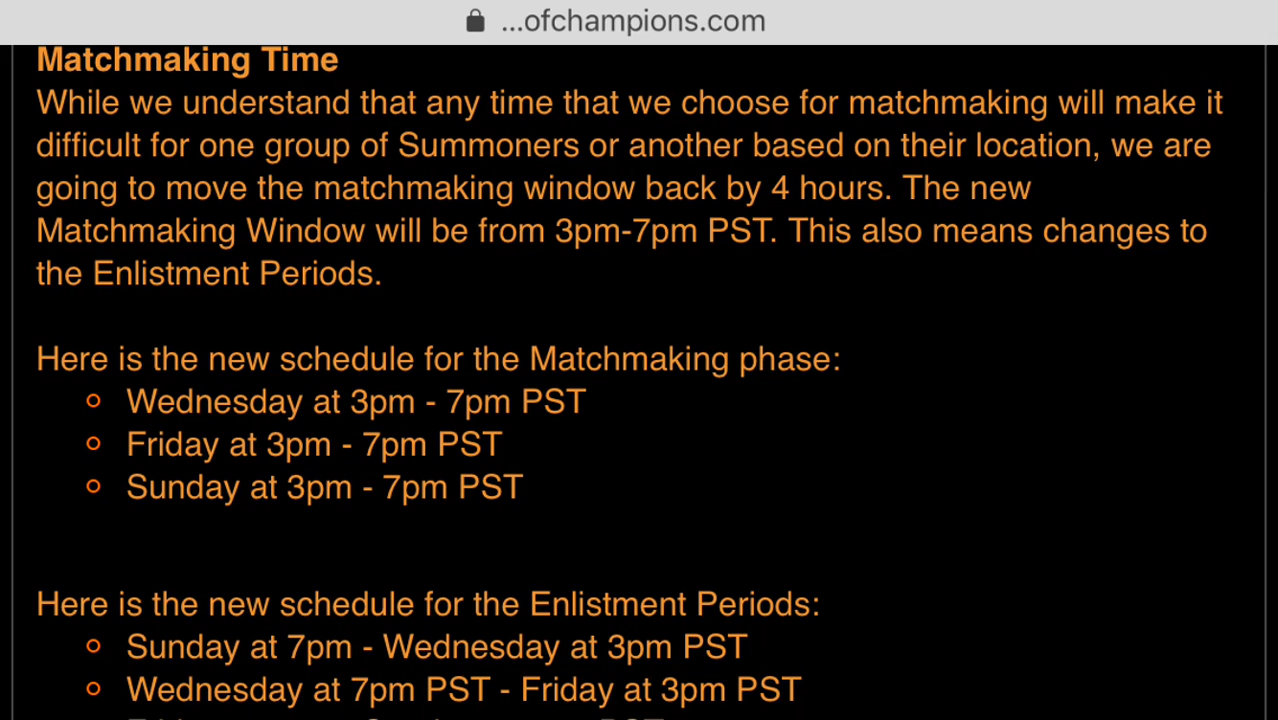 ...ofchampions.com
Matchmaking Time
While we understand that any time that we choose for matchmaking will make it
difficult for one group of Summoners or another based on their location, we are
going to move the matchmaking window back by 4 hours. The new
Matchmaking Window will be from 3pm-7pm PST. This also means changes to
the Enlistment Periods.
Here is the new schedule for the Matchmaking phase:
Wednesday at 3pm - 7pm PST
Friday at 3pm - 7pm PST
Sunday at 3pm - 7pm PST
Here is the new schedule for the Enlistment Periods:
Sunday at 7pm - Wednesday at 3pm PST
Wednesday at 7pm PST - Friday at 3pm PST